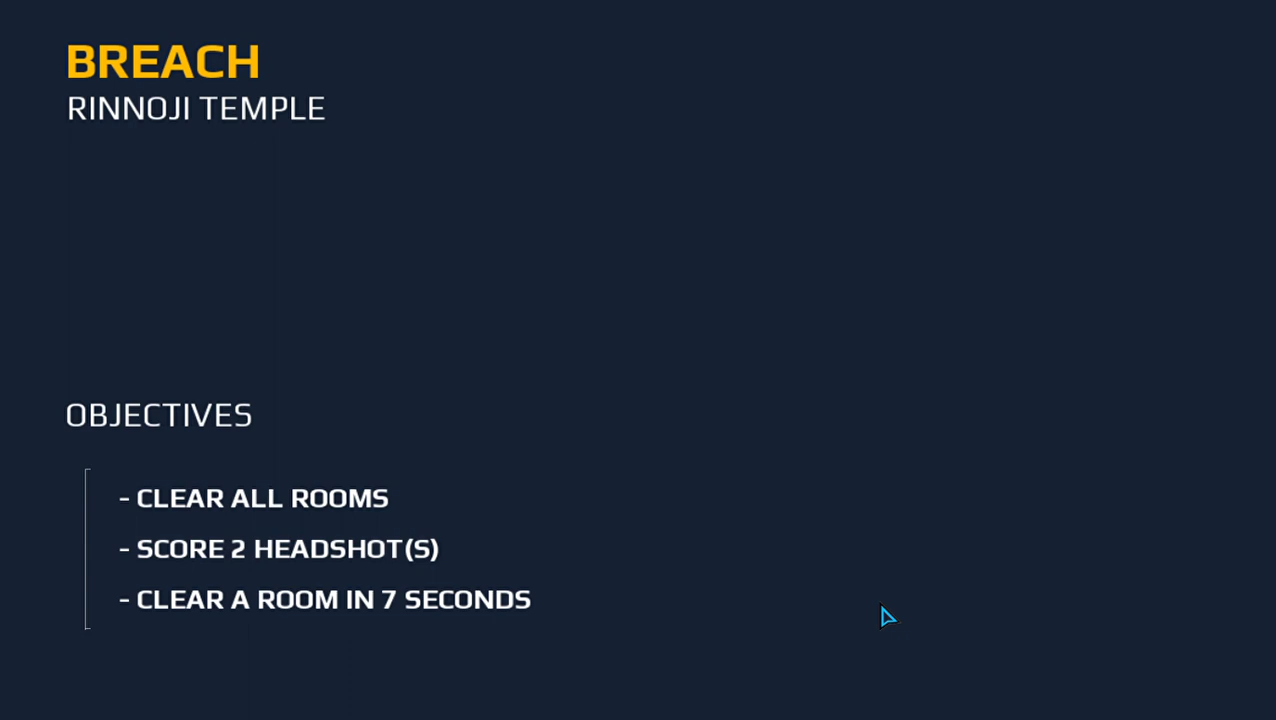 BREACH
RINNOJI TEMPLE
OBJECTIVES
- CLEAR ALL ROOMS
- SCORE 2 HEADSHOT(S)
- CLEAR A ROOM IN 7 SECONDS